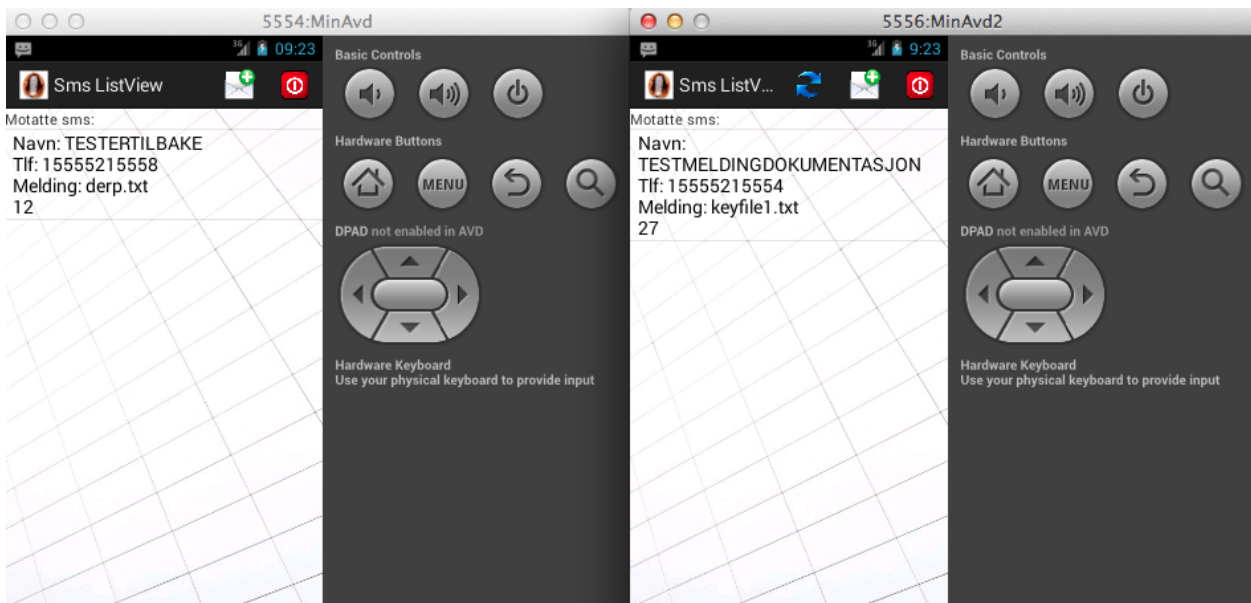 5554:MinAvd
3G 09:23
Sms ListView
Motatte sms:
Navn: TESTERTILBAKE
Tlf: 15555215558
Melding: derp.txt
12
Basic Controls
Hardware Buttons
MENU
DPAD not enabled in AVD
Hardware Keyboard
Use your physical keyboard to provide input
5556:MinAvd2
3G 9:23
Sms ListV...
Motatte sms:
Navn:
TESTMELDINGDOKUMENTASJON
Tlf: 15555215554
Melding: keyfile1.txt
27
Basic Controls
Hardware Buttons
MENU
DPAD not enabled in AVD
Hardware Keyboard
Use your physical keyboard to provide input